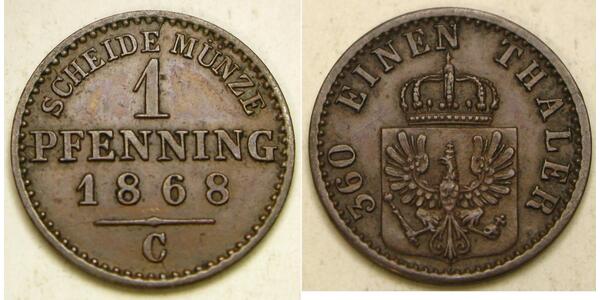 SCHEIDE MÜNZE
1
PFENNING
1868
C
360 EINEN THALER